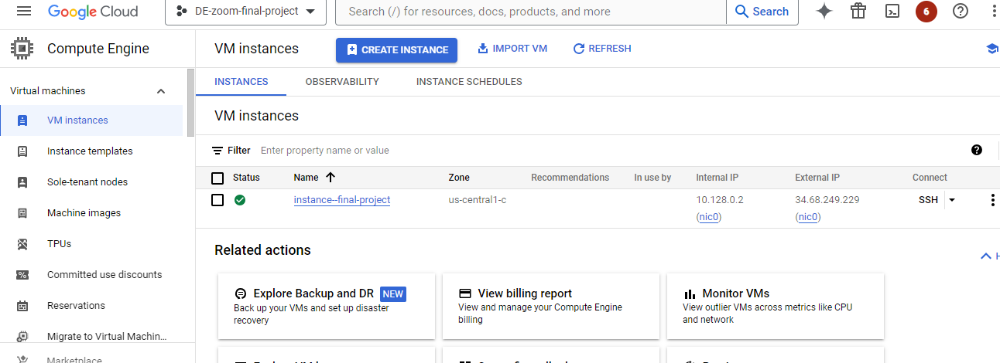 Google Cloud
DE-zoom-final-project
Search (/) for resources, docs, products, and more
Search
6
Compute Engine
VM instances
CREATE INSTANCE
IMPORT VM
REFRESH
Virtual machines
VM instances
Instance templates
Sole-tenant nodes
Machine images
TPUs
Committed use discounts
Reservations
Migrate to Virtual Machin...
Marketplace
INSTANCES
OBSERVABILITY
INSTANCE SCHEDULES
VM instances
Filter Enter property name or value
Status Name Zone Recommendations In use by Internal IP External IP Connect
instance--final-project us-central1-c 10.128.0.2 34.68.249.229 SSH
(nic0) (nic0)
Related actions
Explore Backup and DR NEW
Back up your VMs and set up disaster
recovery
View billing report
View and manage your Compute Engine
billing
Monitor VMs
View outlier VMs across metrics like CPU
and network